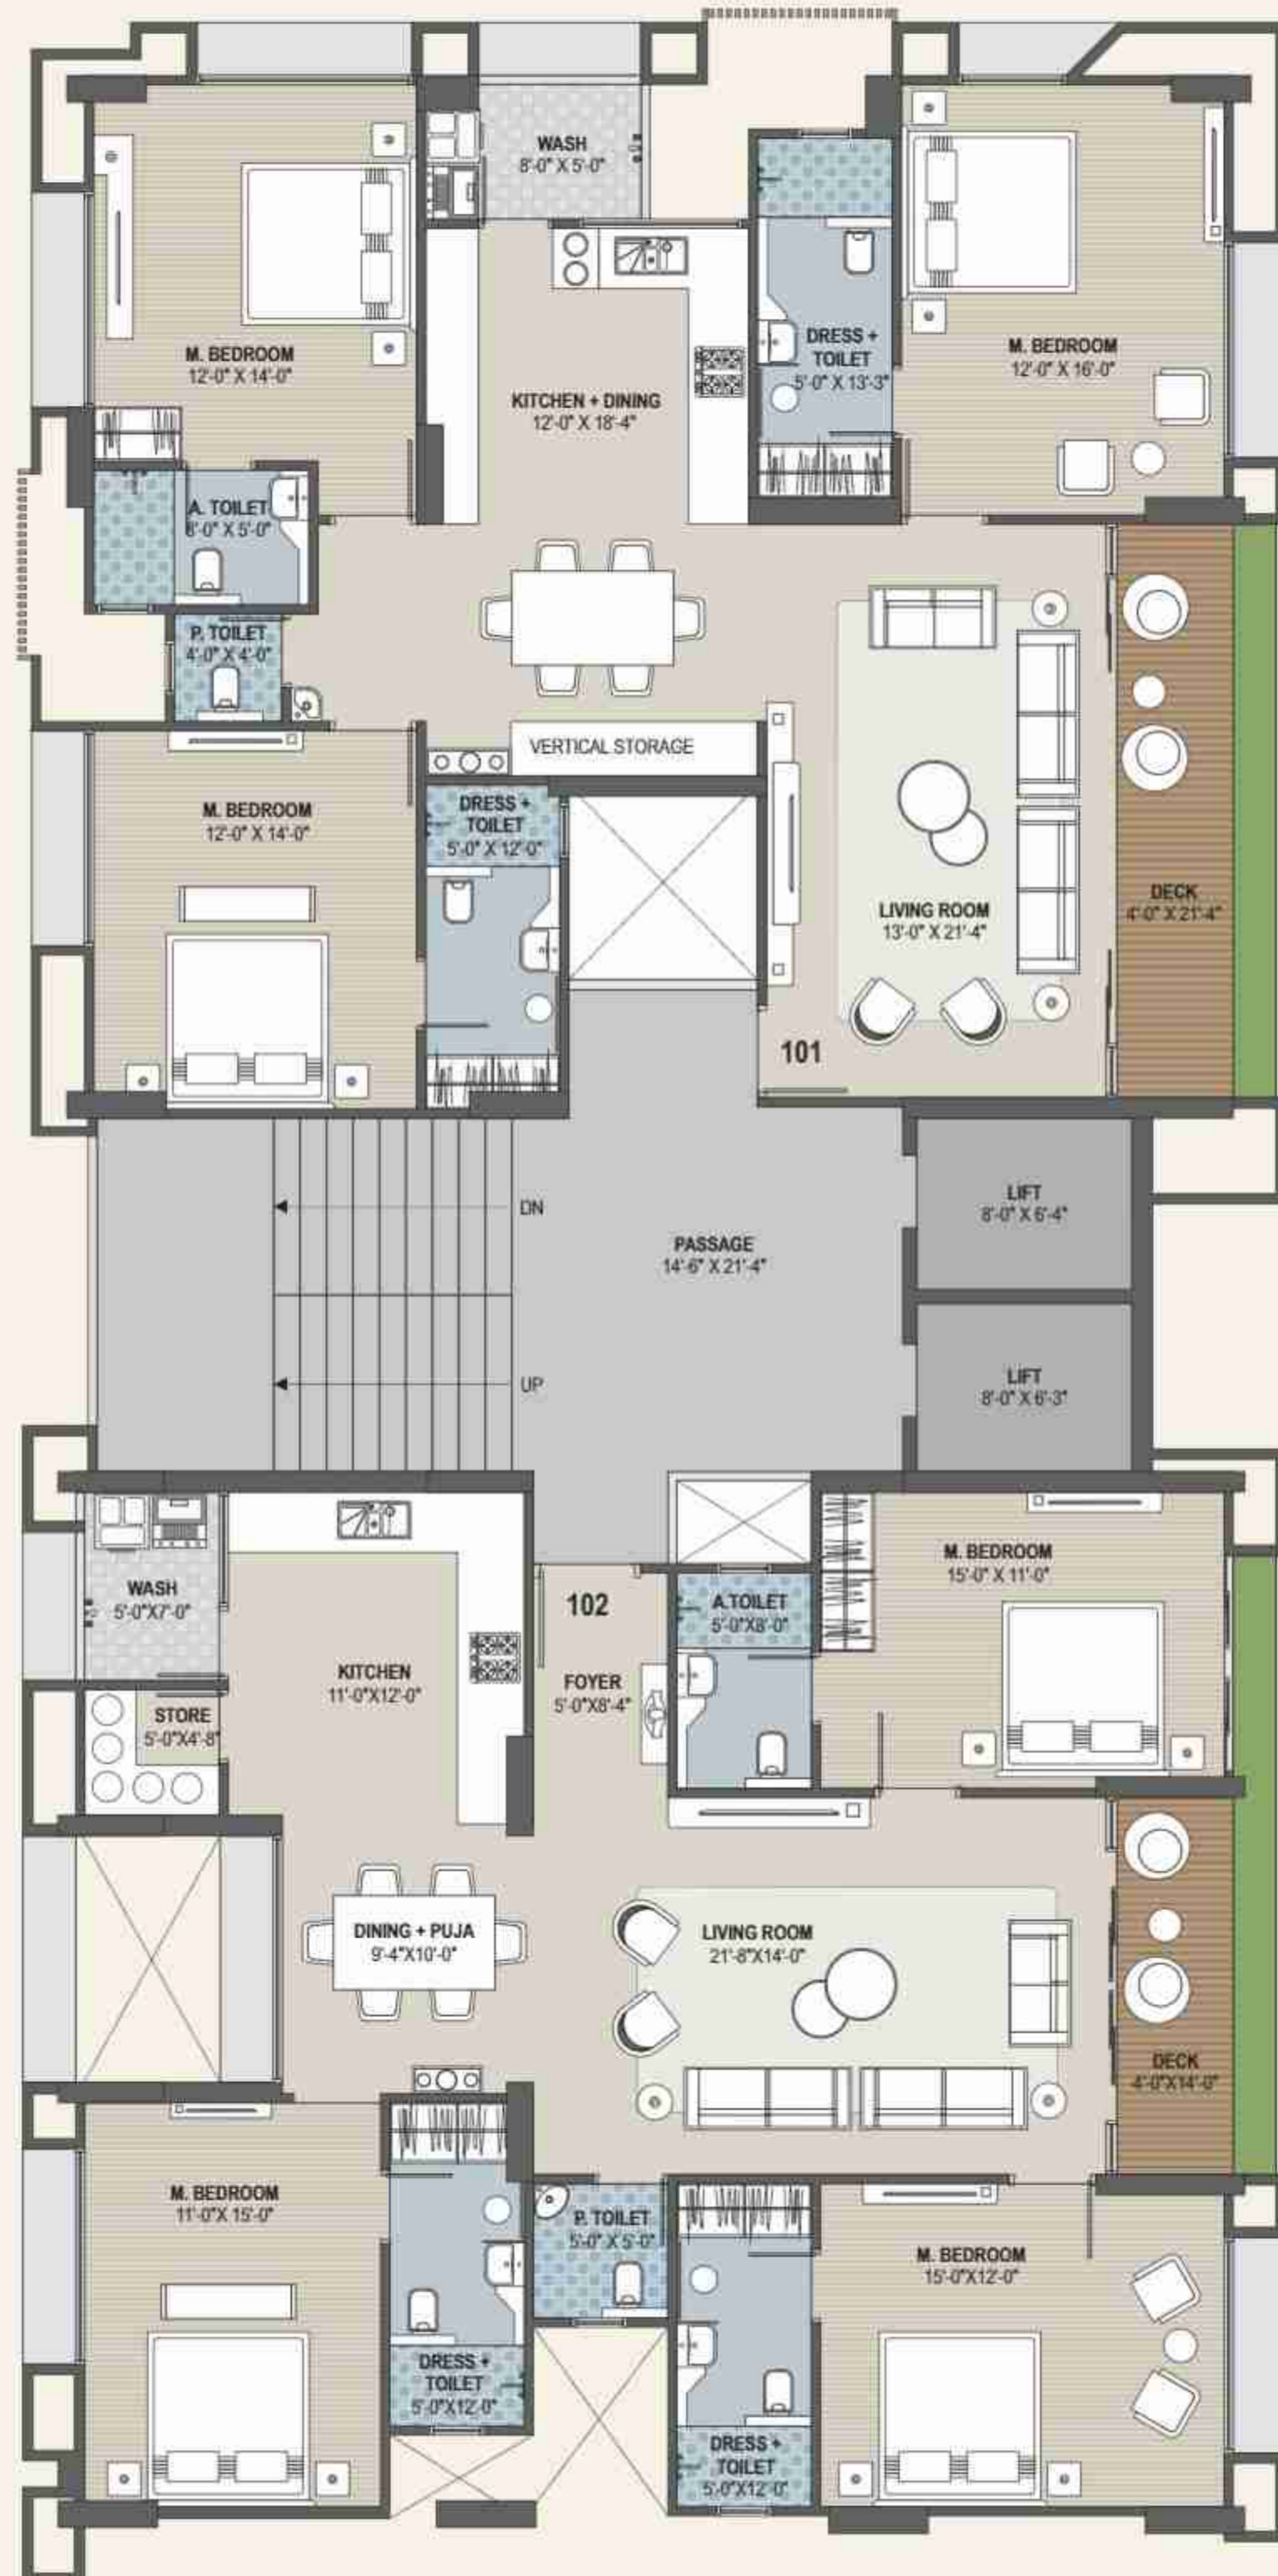 WASH
8'-0" X 5'-0"
M. BEDROOM
12'-0" X 14'-0"
KITCHEN + DINING
12'-0" X 18'-4"
DRESS +
TOILET
5'-0" X 13'-3"
M. BEDROOM
12'-0" X 16'-0"
A. TOILET
8'-0" X 5'-0"
P. TOILET
4'-0" X 4'-0"
VERTICAL STORAGE
M. BEDROOM
12'-0" X 14'-0"
DRESS +
TOILET
5'-0" X 12'-0"
LIVING ROOM
13'-0" X 21'-4"
DECK
4'-0" X 21'-4"
101
DN
UP
PASSAGE
14'-6" X 21'-4"
LIFT
8'-0" X 6'-4"
LIFT
8'-0" X 6'-3"
WASH
5'-0"X7'-0"
STORE
5'-0"X4'-8"
KITCHEN
11'-0"X12'-0"
102
FOYER
5'-0"X8'-4"
A.TOILET
5'-0"X8'-0"
M. BEDROOM
15'-0" X 11'-0"
DINING + PUJA
9'-4"X10'-0"
LIVING ROOM
21'-8"X14'-0"
DECK
4'-0"X14'-0"
M. BEDROOM
11'-0"X 15'-0"
DRESS +
TOILET
5'-0"X12'-0"
P. TOILET
5'-0" X 5'-0"
DRESS +
TOILET
5'-0"X12'-0"
M. BEDROOM
15'-0"X12'-0"